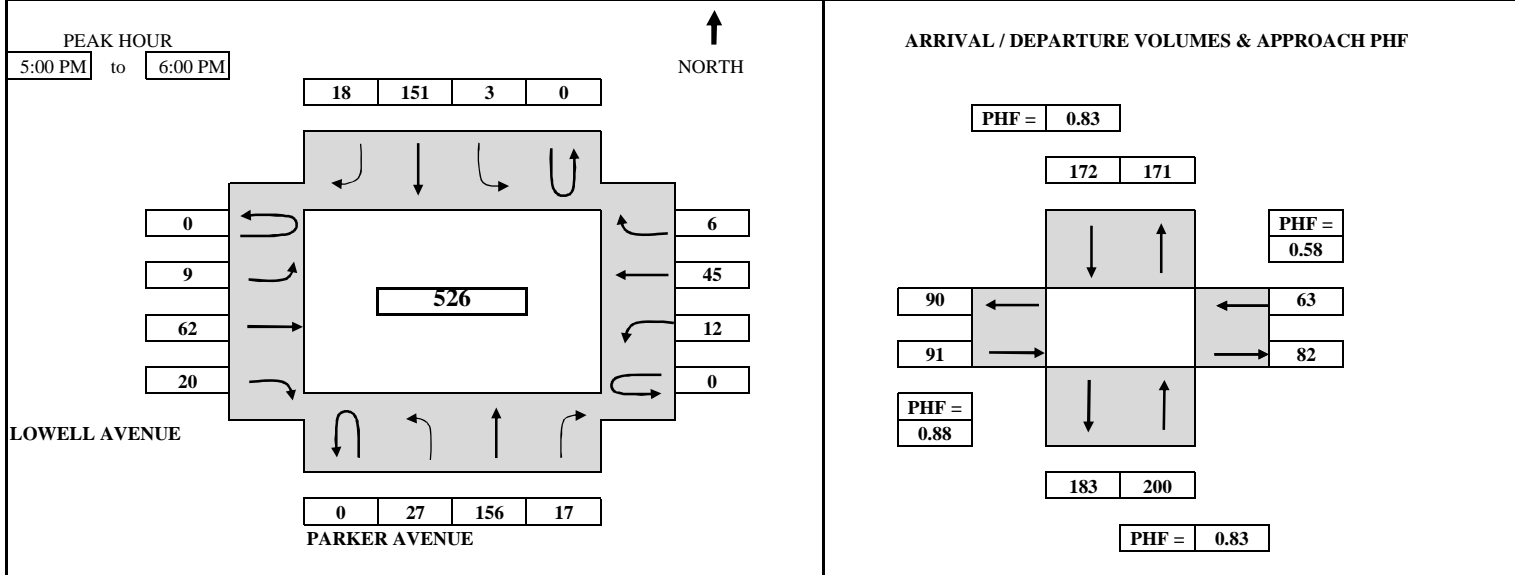 PEAK HOUR
5:00 PM to 6:00 PM
NORTH
18 151 3 0
0
9
62
20
526
6
45
12
0
LOWELL AVENUE
0 27 156 17
PARKER AVENUE
ARRIVAL / DEPARTURE VOLUMES & APPROACH PHF
PHF = 0.83
172 171
PHF =
0.58
90 63
91 82
PHF =
0.88
183 200
PHF = 0.83